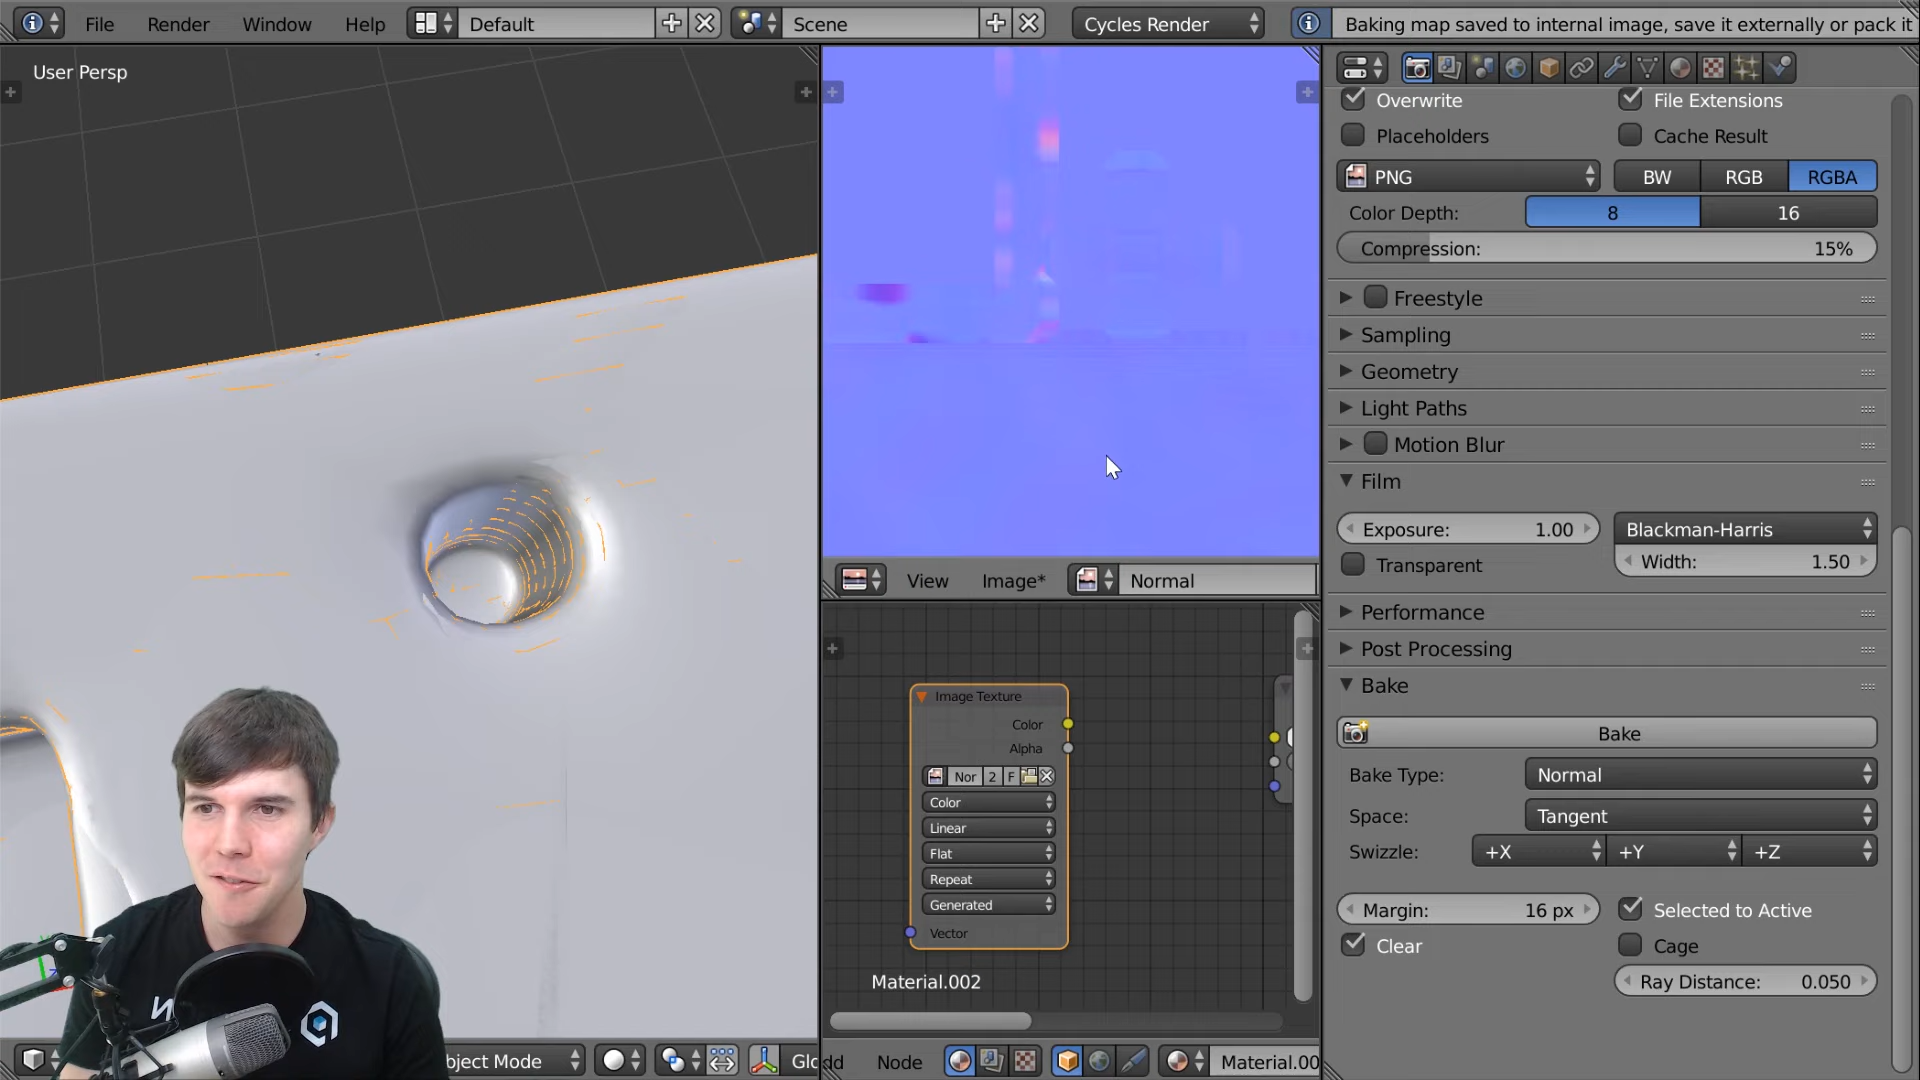 File Render Window Help Default Scene Cycles Render Baking map saved to internal image, save it externally or pack it
User Persp
Overwrite File Extensions
Placeholders Cache Result
PNG BW RGB RGBA
Color Depth: 8 16
Compression: 15%
Freestyle
Sampling
Geometry
Light Paths
Motion Blur
Film
Exposure: 1.00 Blackman-Harris
Transparent Width: 1.50
Performance
Post Processing
Bake
Bake
Bake Type: Normal
Space: Tangent
Swizzle: +X +Y +Z
Margin: 16 px Selected to Active
Clear Cage
Ray Distance: 0.050
View Image* Normal
Image Texture
Color
Alpha
Nor 2 F
Color
Linear
Flat
Repeat
Generated
Vector
Material.002
bject Mode Glo dd Node Material.00